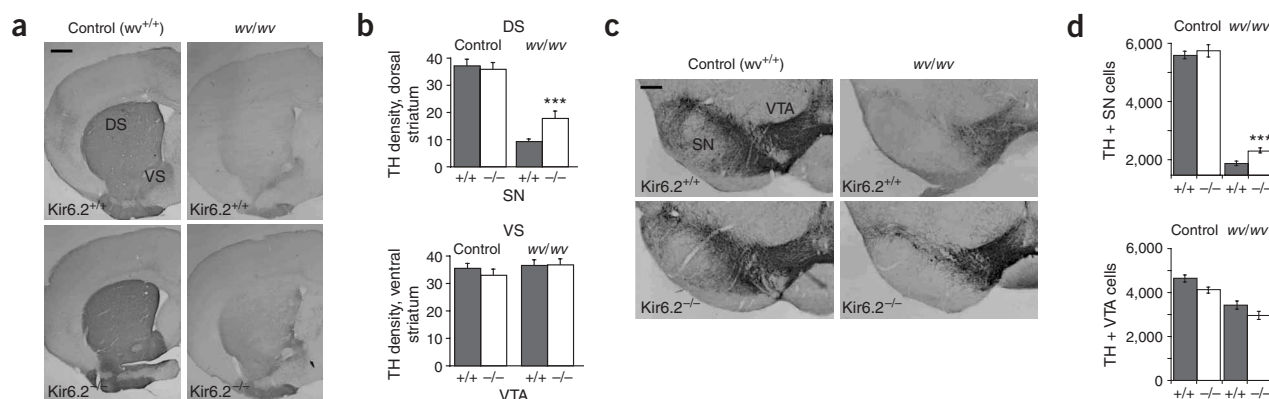 a
Control (wv+/+)
wv/wv
DS
VS
Kir6.2+/+
Kir6.2+/+
Kir6.2−/−
Kir6.2−/−
b
DS
Control
wv/wv
TH density, dorsal
striatum
40
30
20
10
0
***
+/+
−/−
+/+
−/−
SN
VS
Control
wv/wv
TH density, ventral
striatum
40
30
20
10
0
+/+
−/−
+/+
−/−
VTA
c
Control (wv+/+)
wv/wv
VTA
SN
Kir6.2+/+
Kir6.2+/+
Kir6.2−/−
Kir6.2−/−
d
Control wv/wv
TH + SN cells
6,000
4,000
2,000
***
+/+
−/−
+/+
−/−
Control wv/wv
TH + VTA cells
6,000
4,000
2,000
0
+/+
−/−
+/+
−/−